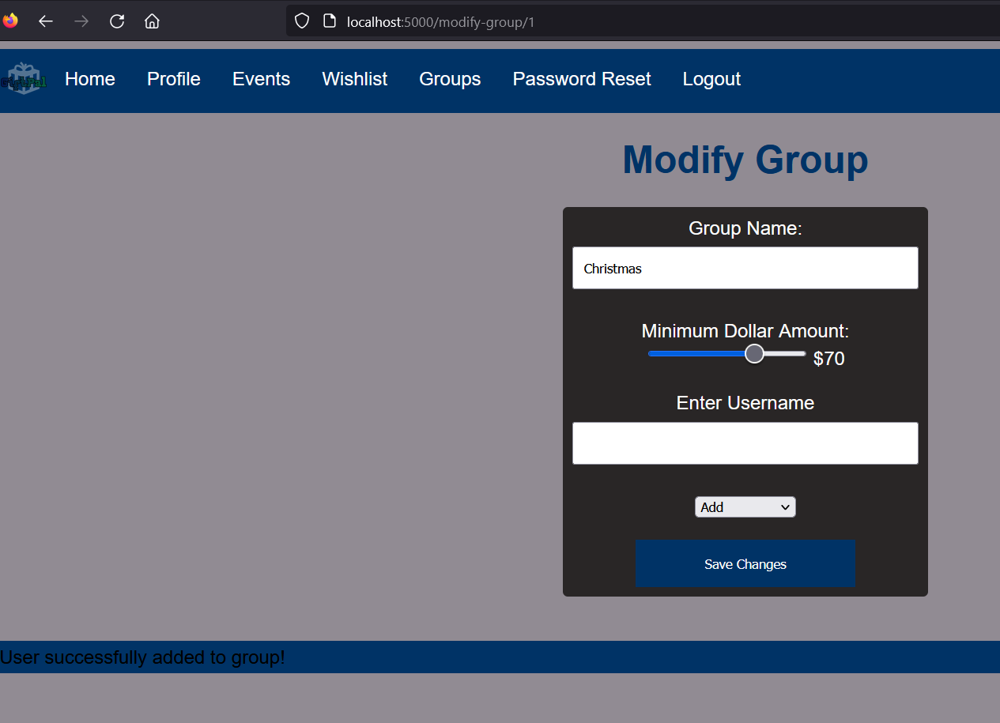 localhost:5000/modify-group/1
Home Profile Events Wishlist Groups Password Reset Logout
Modify Group
Group Name:
Christmas
Minimum Dollar Amount:
$70
Enter Username
Add
Save Changes
User successfully added to group!